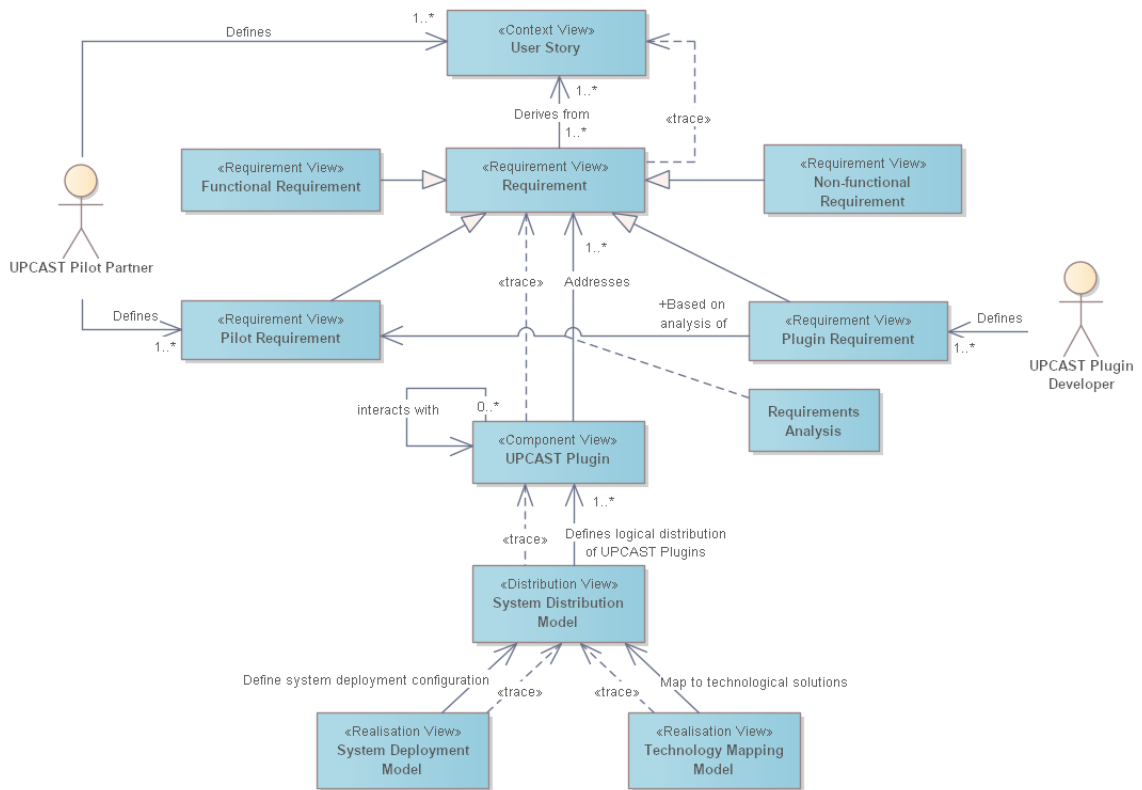 1..*
«Context View»
User Story
Defines
1..*
Derives from
1..*
«trace»
«Requirement View»
Functional Requirement
«Requirement View»
Requirement
«Requirement View»
Non-functional
Requirement
UPCAST Pilot Partner
1..*
«trace»
Addresses
Defines
1..*
«Requirement View»
Pilot Requirement
+Based on
analysis of
«Requirement View»
Plugin Requirement
Defines
1..*
UPCAST Plugin
Developer
interacts with
0..*
Requirements
Analysis
«Component View»
UPCAST Plugin
1..*
«trace»
Defines logical distribution
of UPCAST Plugins
«Distribution View»
System Distribution
Model
Define system deployment configuration
«trace»
«trace»
Map to technological solutions
«Realisation View»
System Deployment
Model
«Realisation View»
Technology Mapping
Model